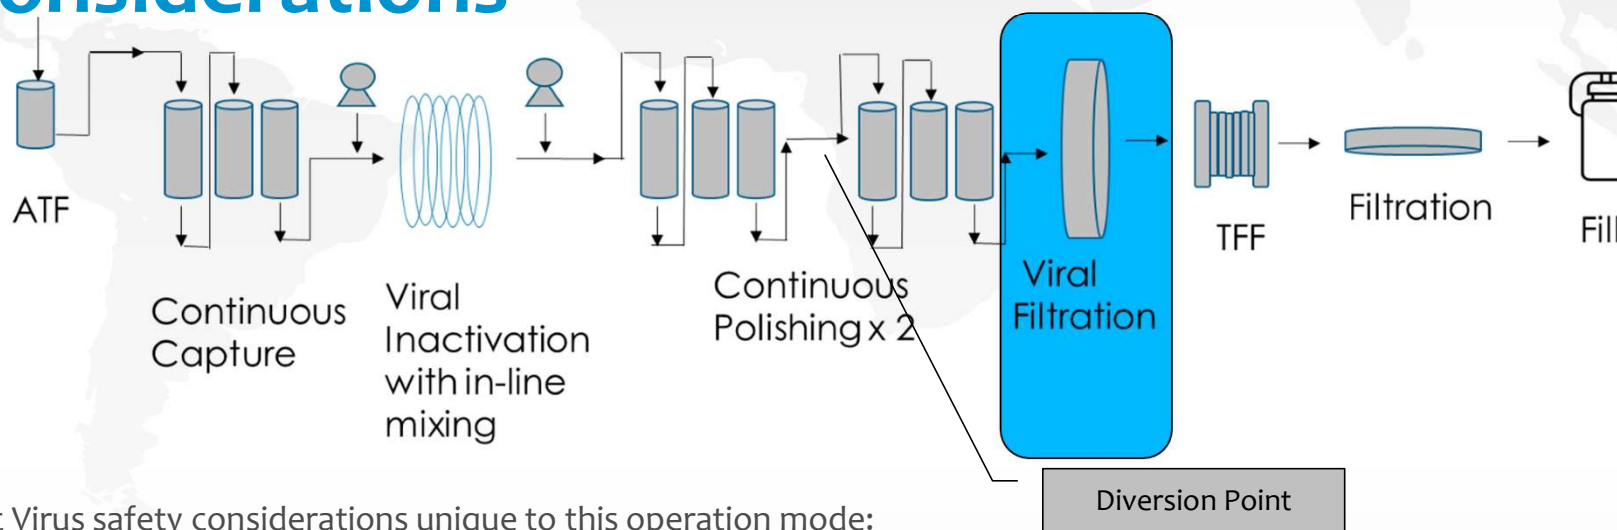 ATF
Continuous
Capture
Viral
Inactivation
with in-line
mixing
Continuous
Polishing x 2
Viral
Filtration
TFF
Filtration
Diversion Point
Virus safety considerations unique to this operation mode: